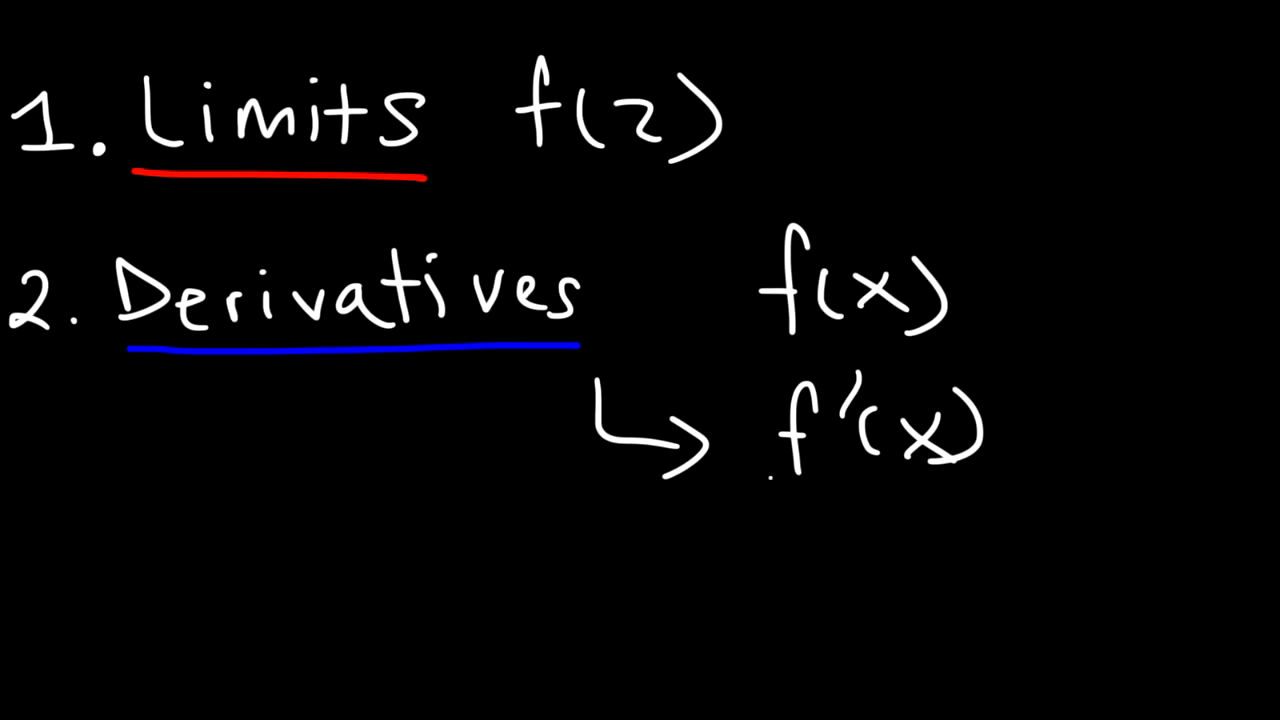 1. Limits f(2)
2. Derivatives f(x)
↳ f'(x)